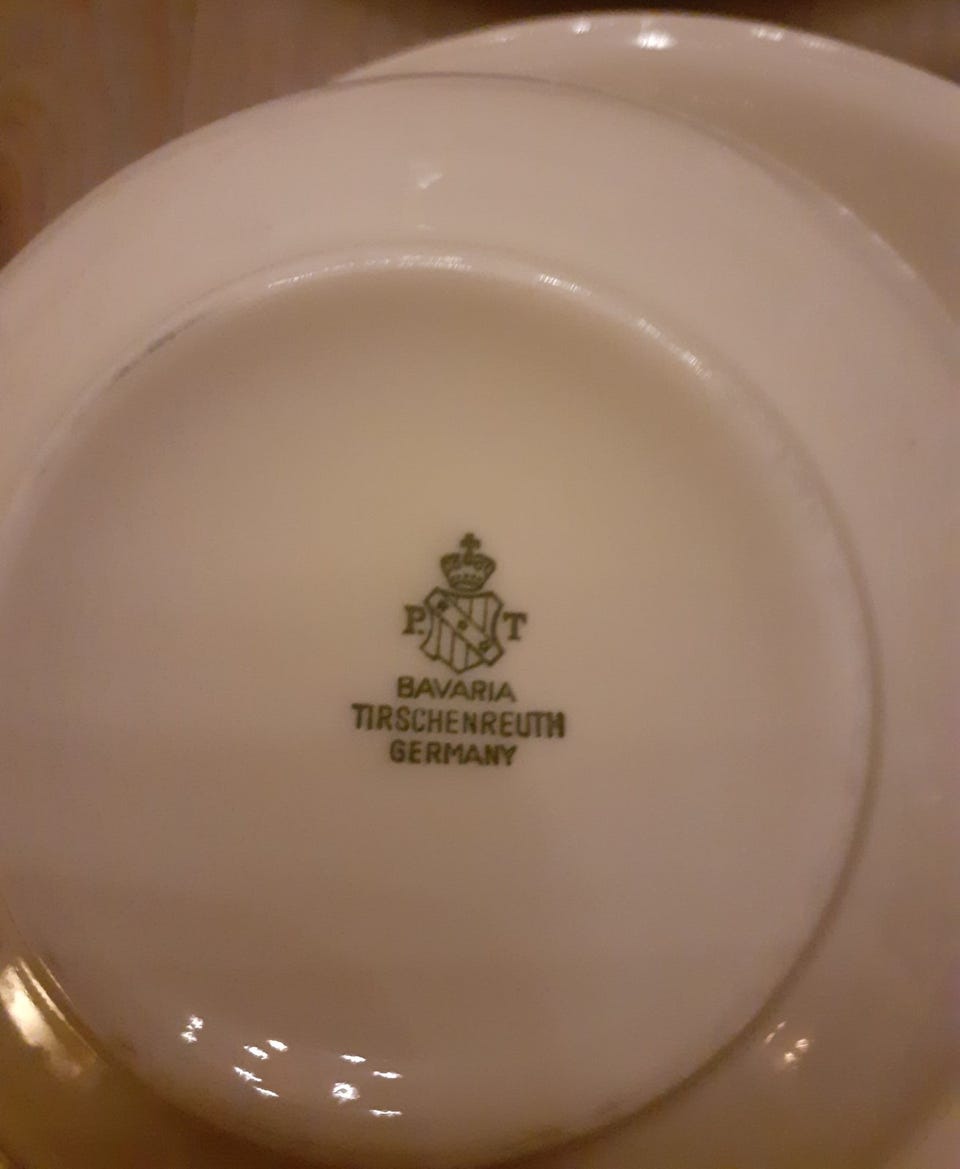 P. T
BAVARIA
TIRSCHENREUTH
GERMANY